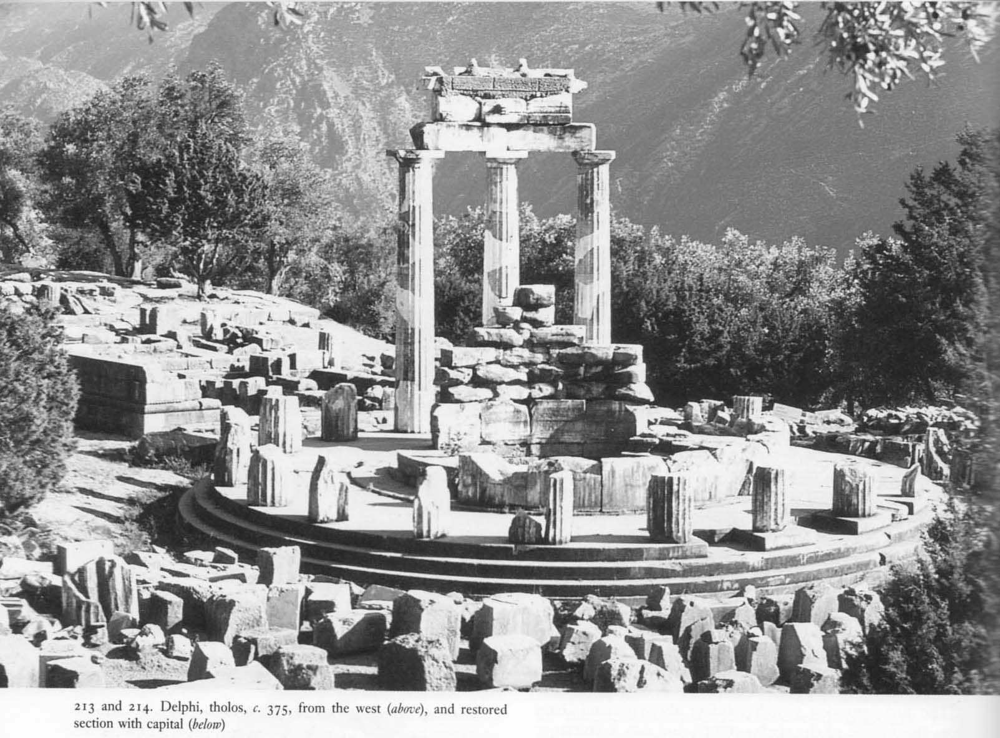 213 and 214. Delphi, tholos, c. 375, from the west (above), and restored
section with capital (below)